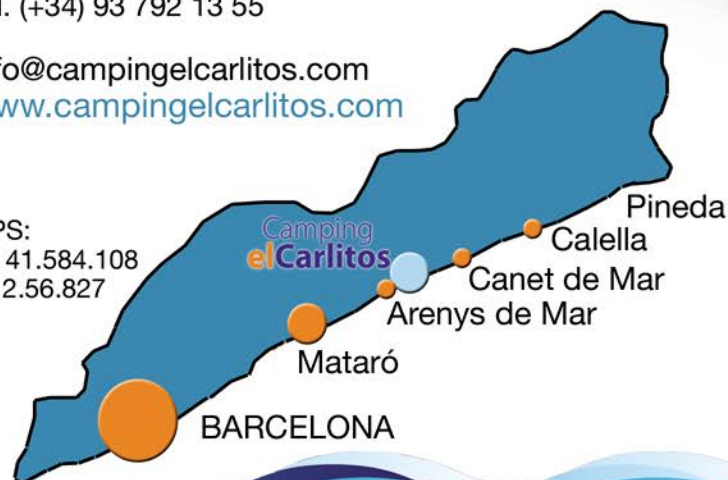 . (+34) 93 792 13 55
fo@campingelcarlitos.com
ww.campingelcarlitos.com
PS:
41.584.108
2.56.827
Camping
elCarlitos
Pineda
Calella
Canet de Mar
Arenys de Mar
Mataró
BARCELONA